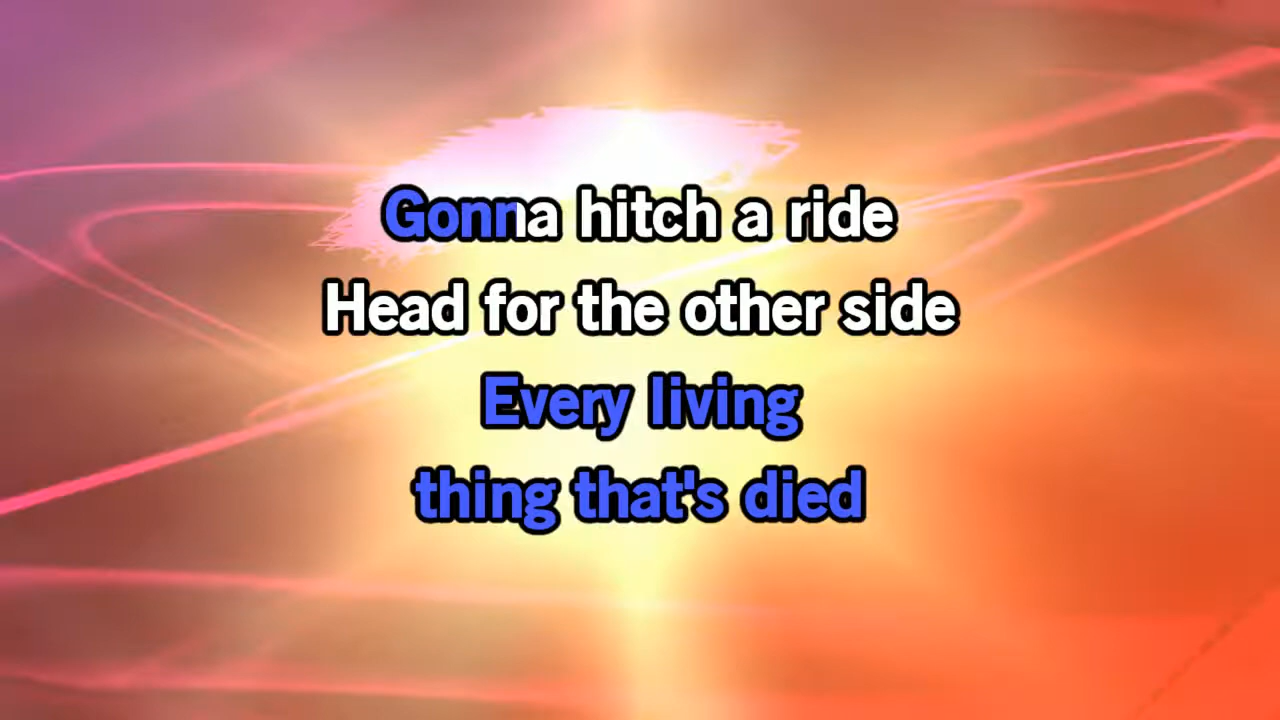 Gonna hitch a ride
Head for the other side
Every living
thing that's died